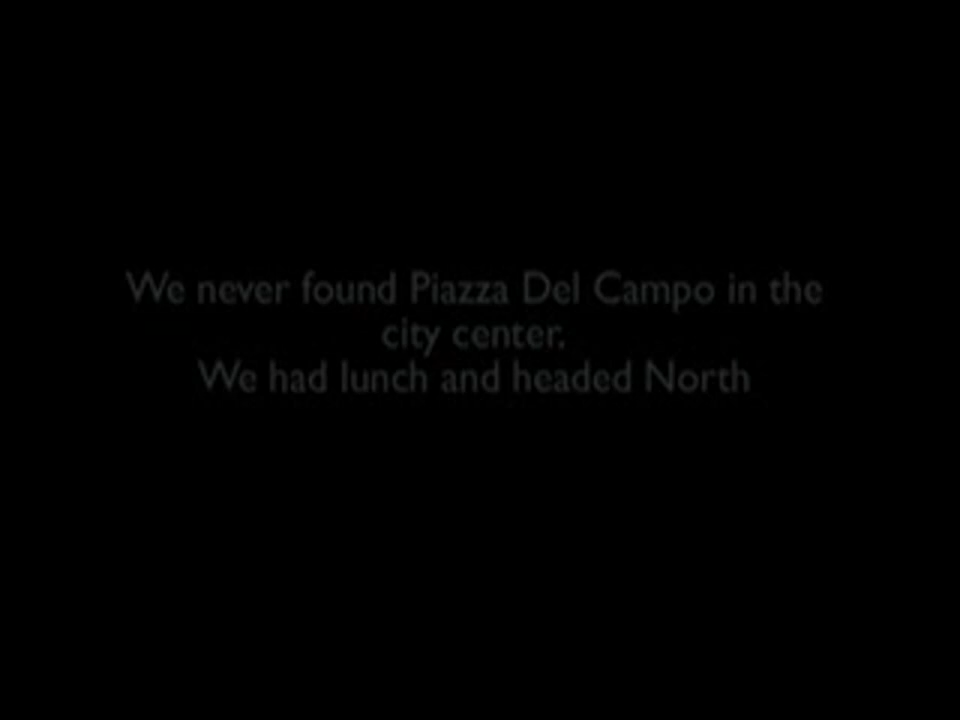 We never found Piazza Del Campo in the
city center.
We had lunch and headed North